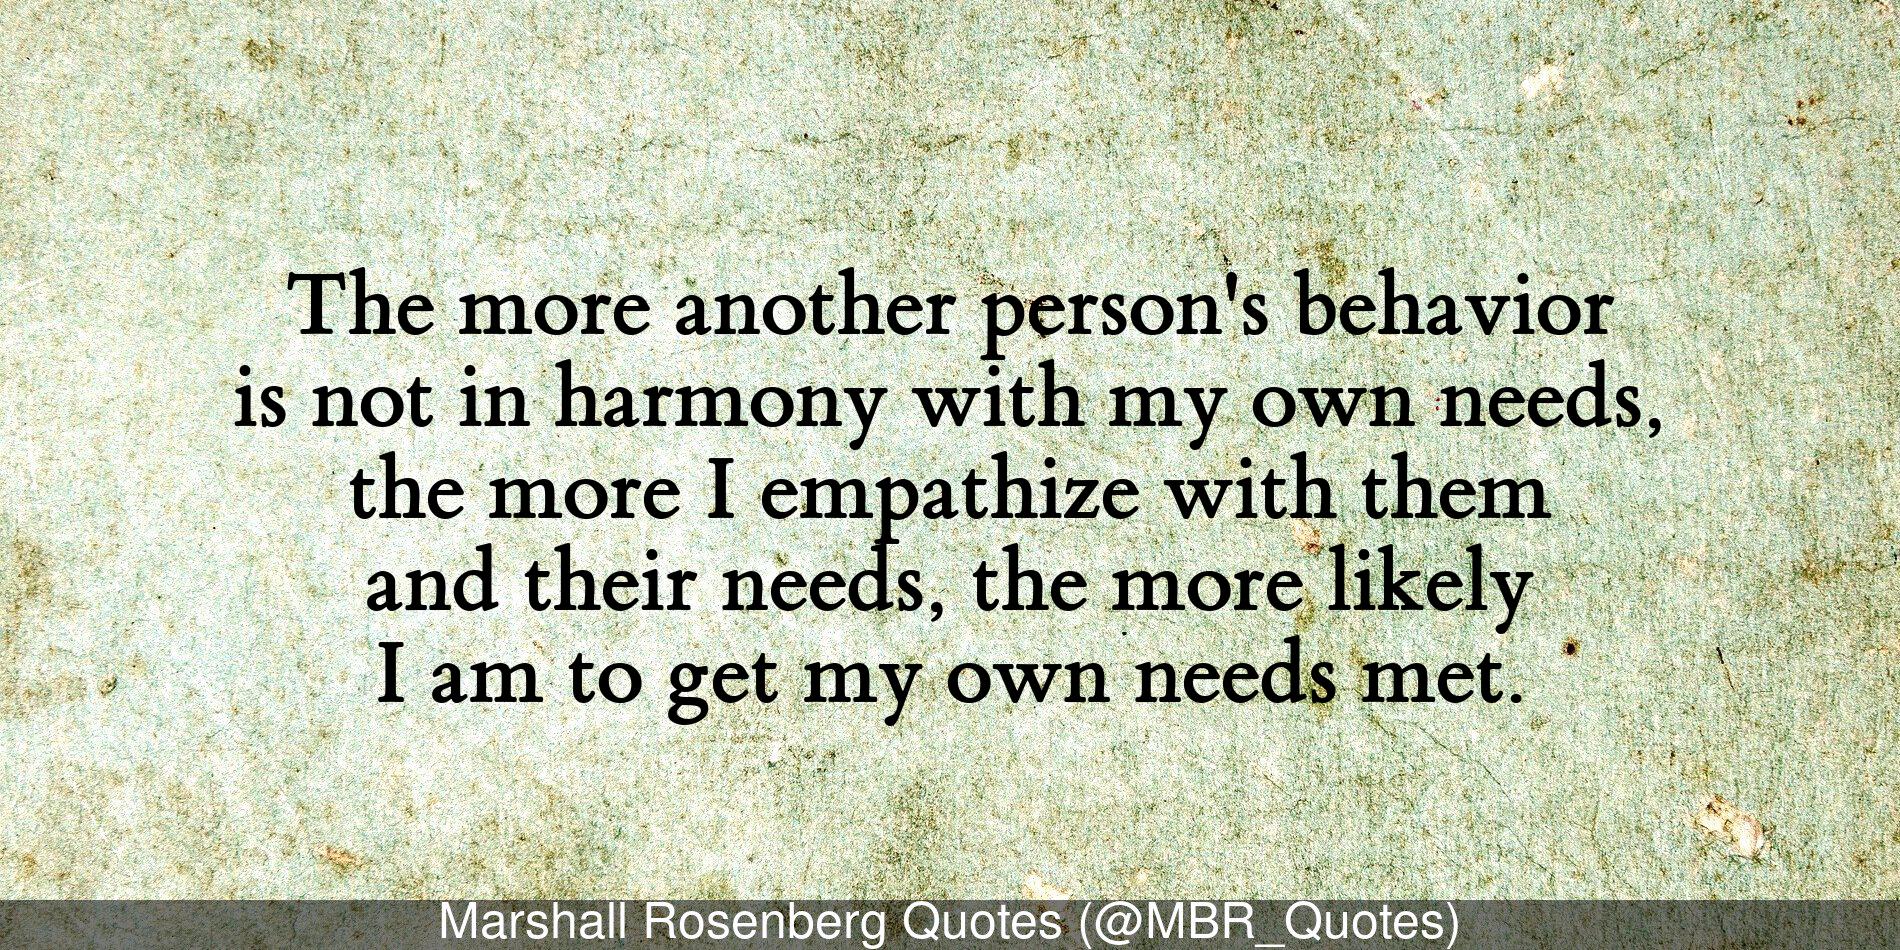 The more another person's behavior
is not in harmony with my own needs,
the more I empathize with them
and their needs, the more likely
I am to get my own needs met.
Marshall Rosenberg Quotes (@MBR_Quotes)